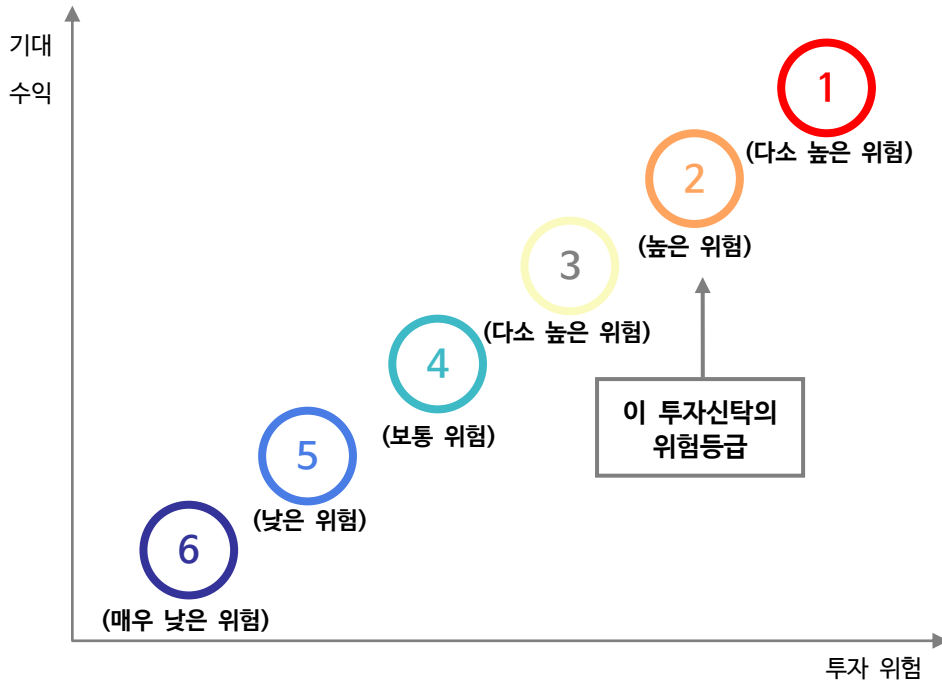 기대
수익
1
(다소 높은 위험)
2
(높은 위험)
3
(다소 높은 위험)
4
(보통 위험)
이 투자신탁의
위험등급
5
(낮은 위험)
6
(매우 낮은 위험)
투자 위험